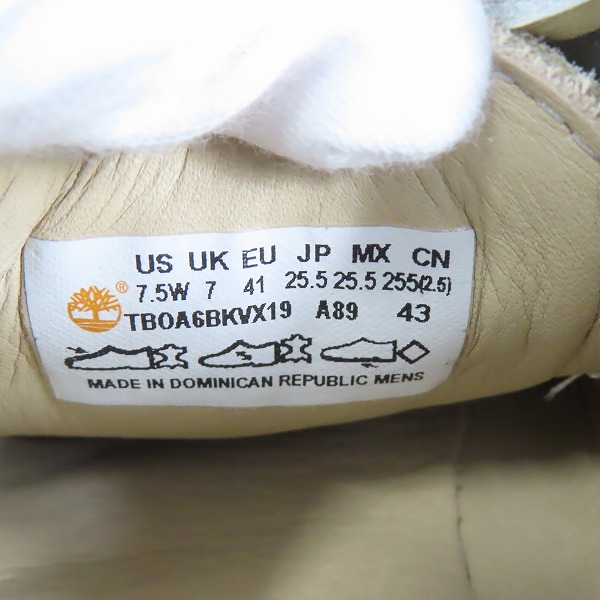 US UK EU JP MX CN
® 7.5W 7 41 25.5 25.5 255(2.5)
TB0A6BKVX19 A89 43
MADE IN DOMINICAN REPUBLIC MENS